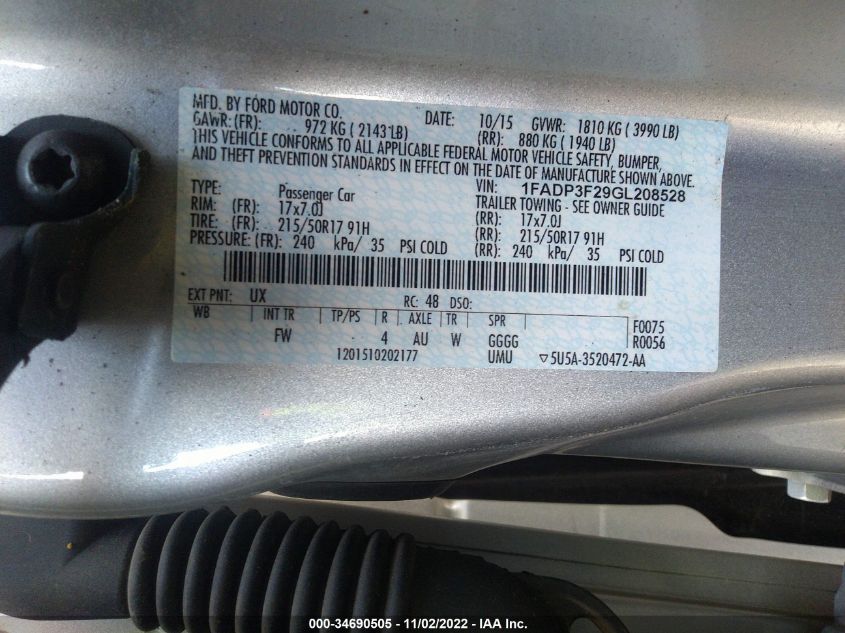 MFD. BY FORD MOTOR CO. DATE: 10/15 GVWR: 1810 KG ( 3990 LB)
GAWR: (FR): 972 KG ( 2143 LB) (RR): 880 KG ( 1940 LB)
THIS VEHICLE CONFORMS TO ALL APPLICABLE FEDERAL MOTOR VEHICLE SAFETY, BUMPER,
AND THEFT PREVENTION STANDARDS IN EFFECT ON THE DATE OF MANUFACTURE SHOWN ABOVE.
VIN: 1FADP3F29GL208528
TYPE: Passenger Car TRAILER TOWING - SEE OWNER GUIDE
RIM: (FR): 17x7.0J (RR): 17x7.0J
TIRE: (FR): 215/50R17 91H (RR): 215/50R17 91H
PRESSURE: (FR): 240 kPa/ 35 PSI COLD (RR): 240 kPa/ 35 PSI COLD
EXT PNT: UX RC: 48 DSO:
WB INT TR TP/PS R AXLE TR SPR F0075
FW 4 AU W GGGG R0056
1201510202177 UMU ▽5U5A-3520472-AA
000-34690505 - 11/02/2022 - IAA Inc.